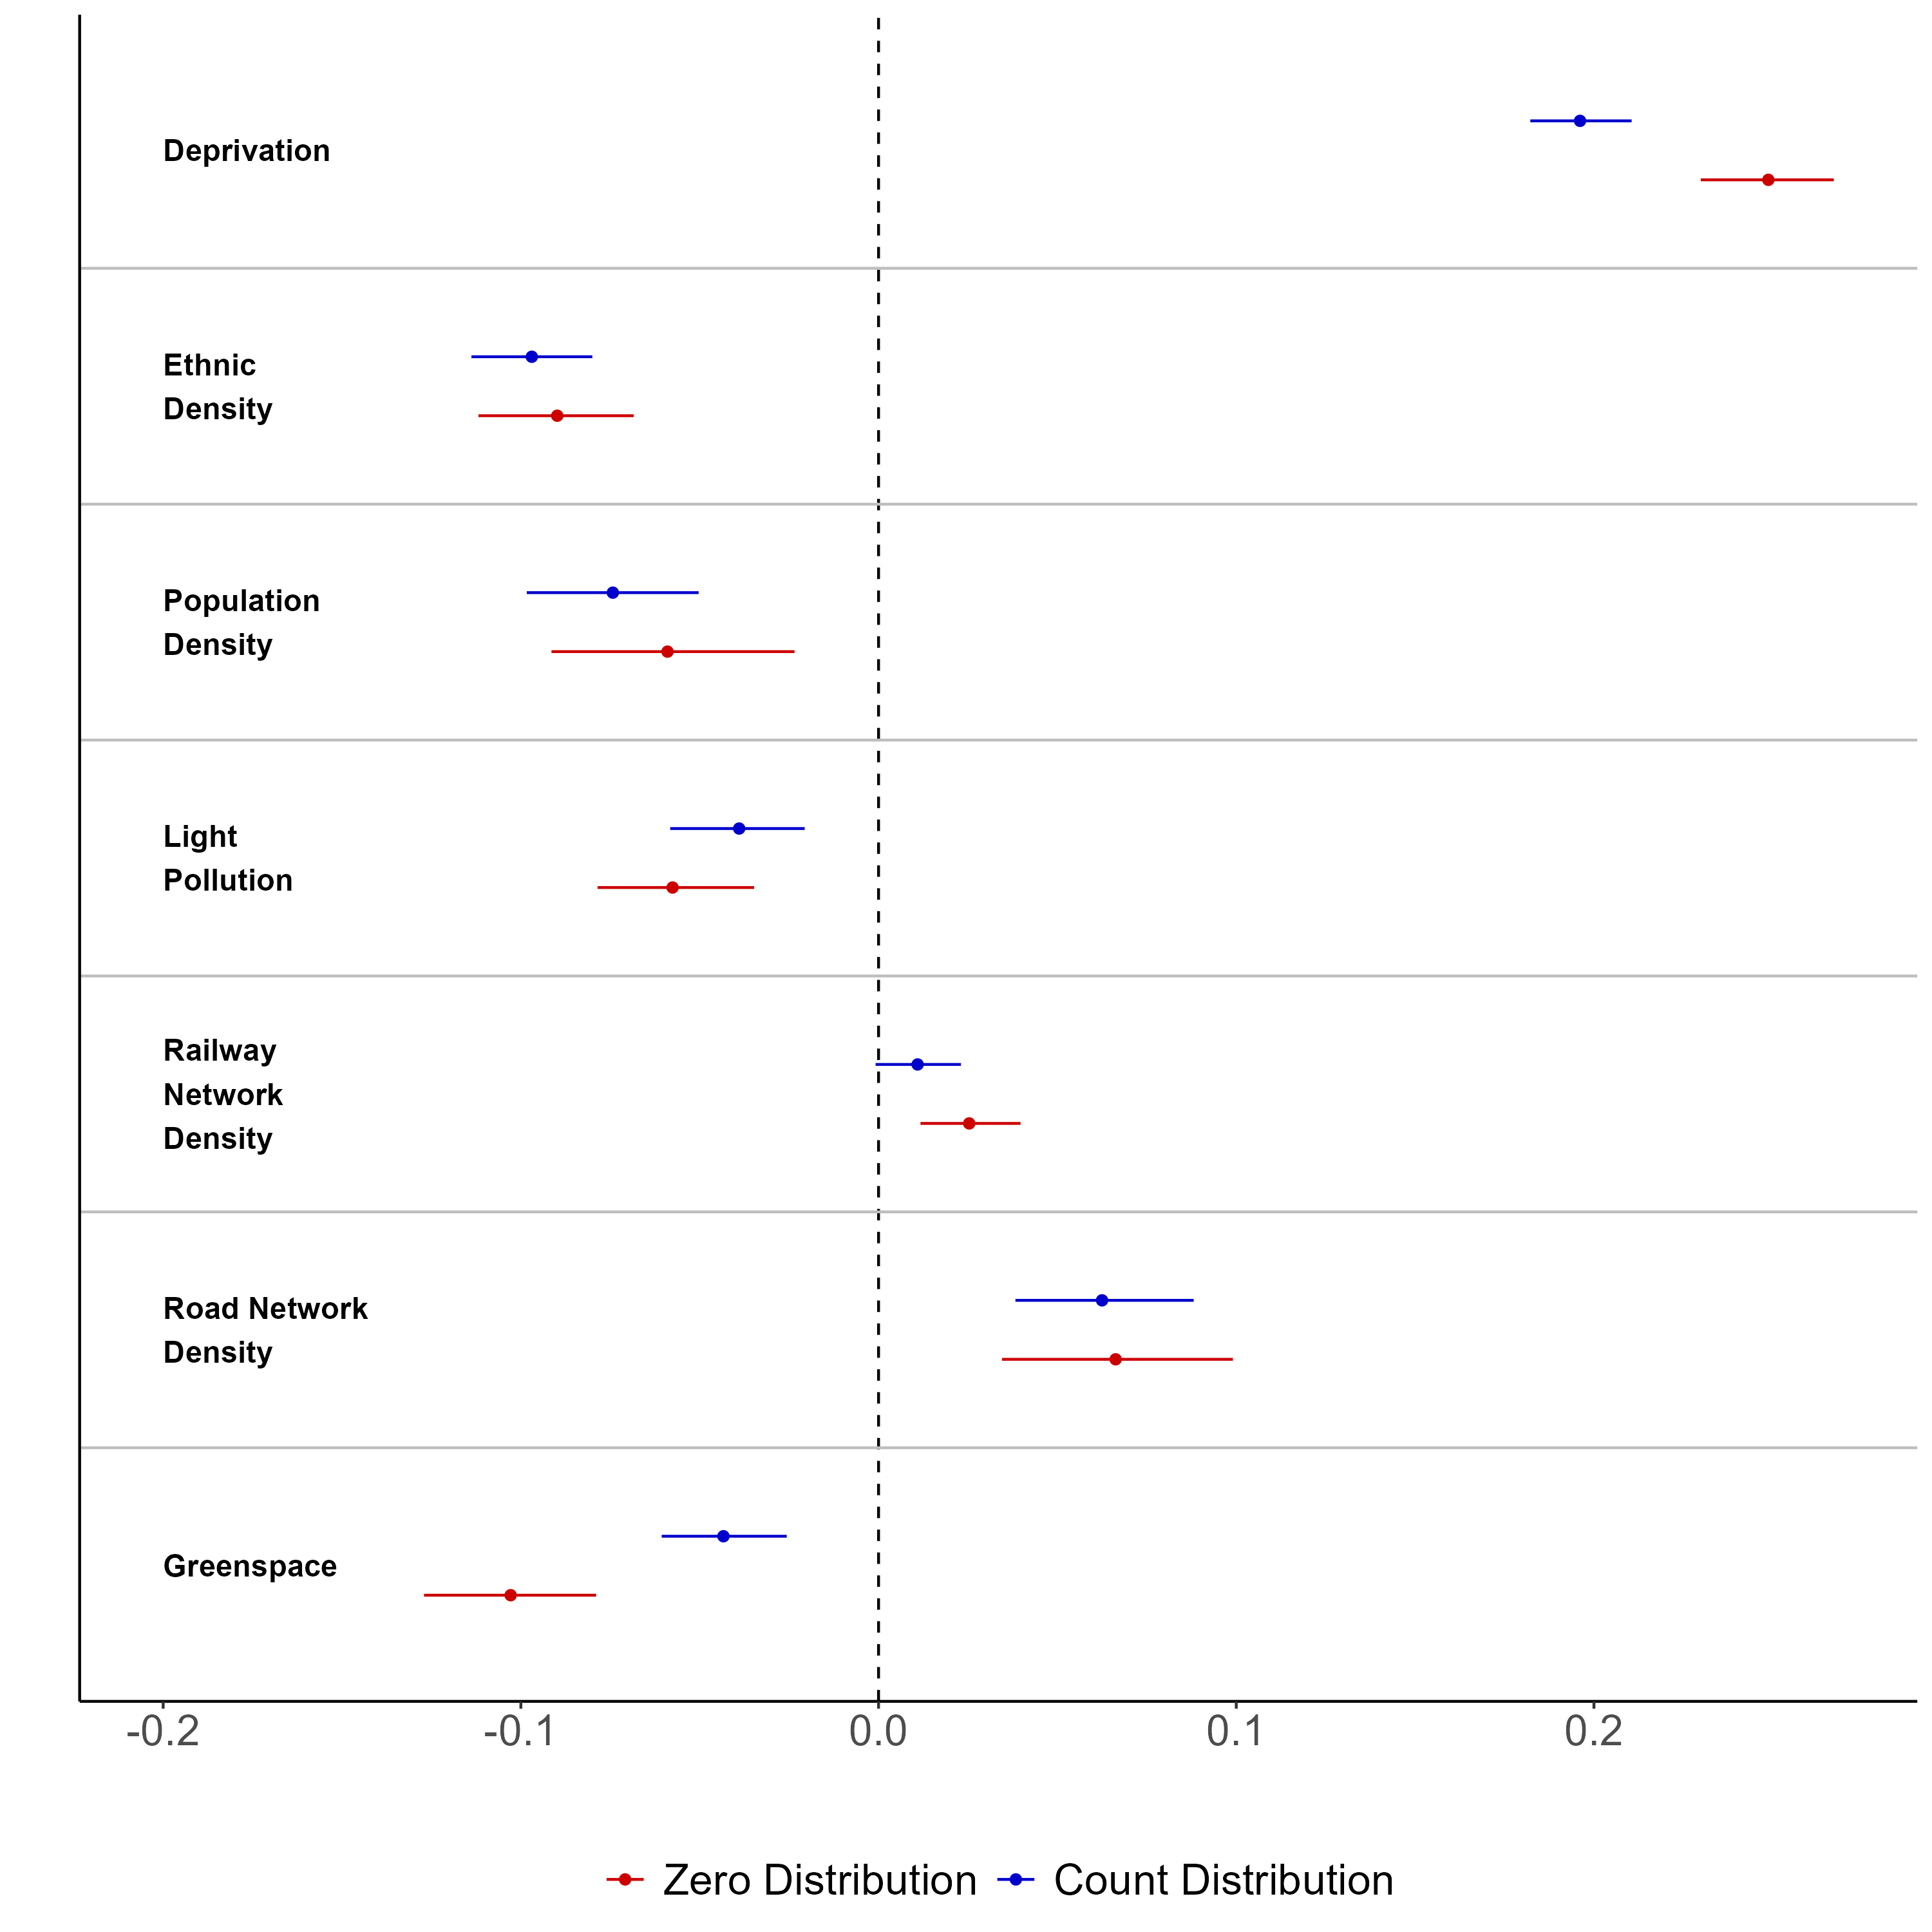 Deprivation
Ethnic
Density
Population
Density
Light
Pollution
Railway
Network
Density
Road Network
Density
Greenspace
-0.2 -0.1 0.0 0.1 0.2
Zero Distribution Count Distribution